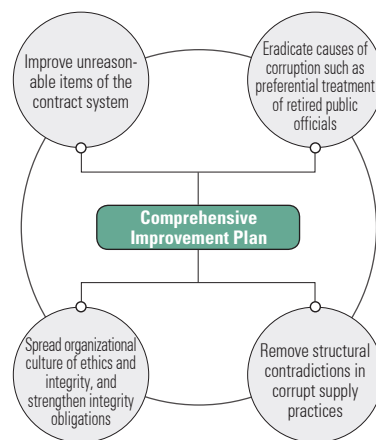 Improve unreason-
able items of the
contract system
Eradicate causes of
corruption such as
preferential treatment
of retired public
officials
Comprehensive
Improvement Plan
Spread organizational
culture of ethics and
integrity, and
strengthen integrity
obligations
Remove structural
contradictions in
corrupt supply
practices